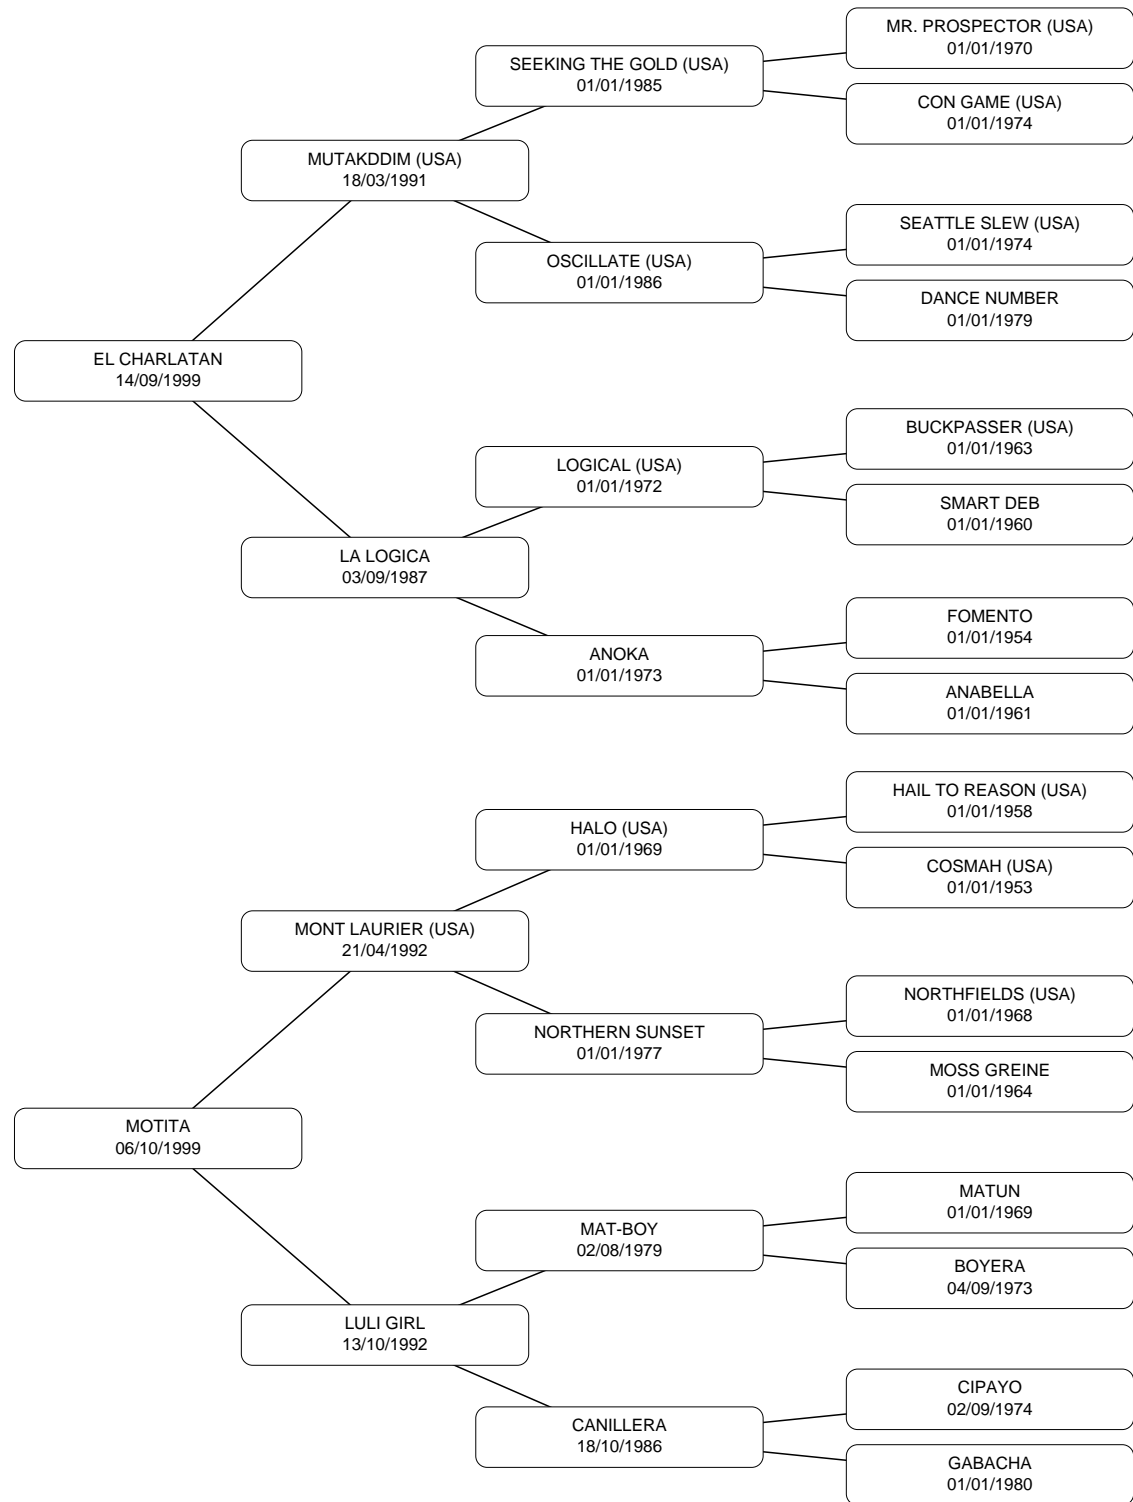 MR. PROSPECTOR (USA)
01/01/1970
SEEKING THE GOLD (USA)
01/01/1985
CON GAME (USA)
01/01/1974
MUTAKDDIM (USA)
18/03/1991
SEATTLE SLEW (USA)
01/01/1974
OSCILLATE (USA)
01/01/1986
DANCE NUMBER
01/01/1979
EL CHARLATAN
14/09/1999
BUCKPASSER (USA)
01/01/1963
LOGICAL (USA)
01/01/1972
SMART DEB
01/01/1960
LA LOGICA
03/09/1987
FOMENTO
01/01/1954
ANOKA
01/01/1973
ANABELLA
01/01/1961
HAIL TO REASON (USA)
01/01/1958
HALO (USA)
01/01/1969
COSMAH (USA)
01/01/1953
MONT LAURIER (USA)
21/04/1992
NORTHFIELDS (USA)
01/01/1968
NORTHERN SUNSET
01/01/1977
MOSS GREINE
01/01/1964
MOTITA
06/10/1999
MATUN
01/01/1969
MAT-BOY
02/08/1979
BOYERA
04/09/1973
LULI GIRL
13/10/1992
CIPAYO
02/09/1974
CANILLERA
18/10/1986
GABACHA
01/01/1980